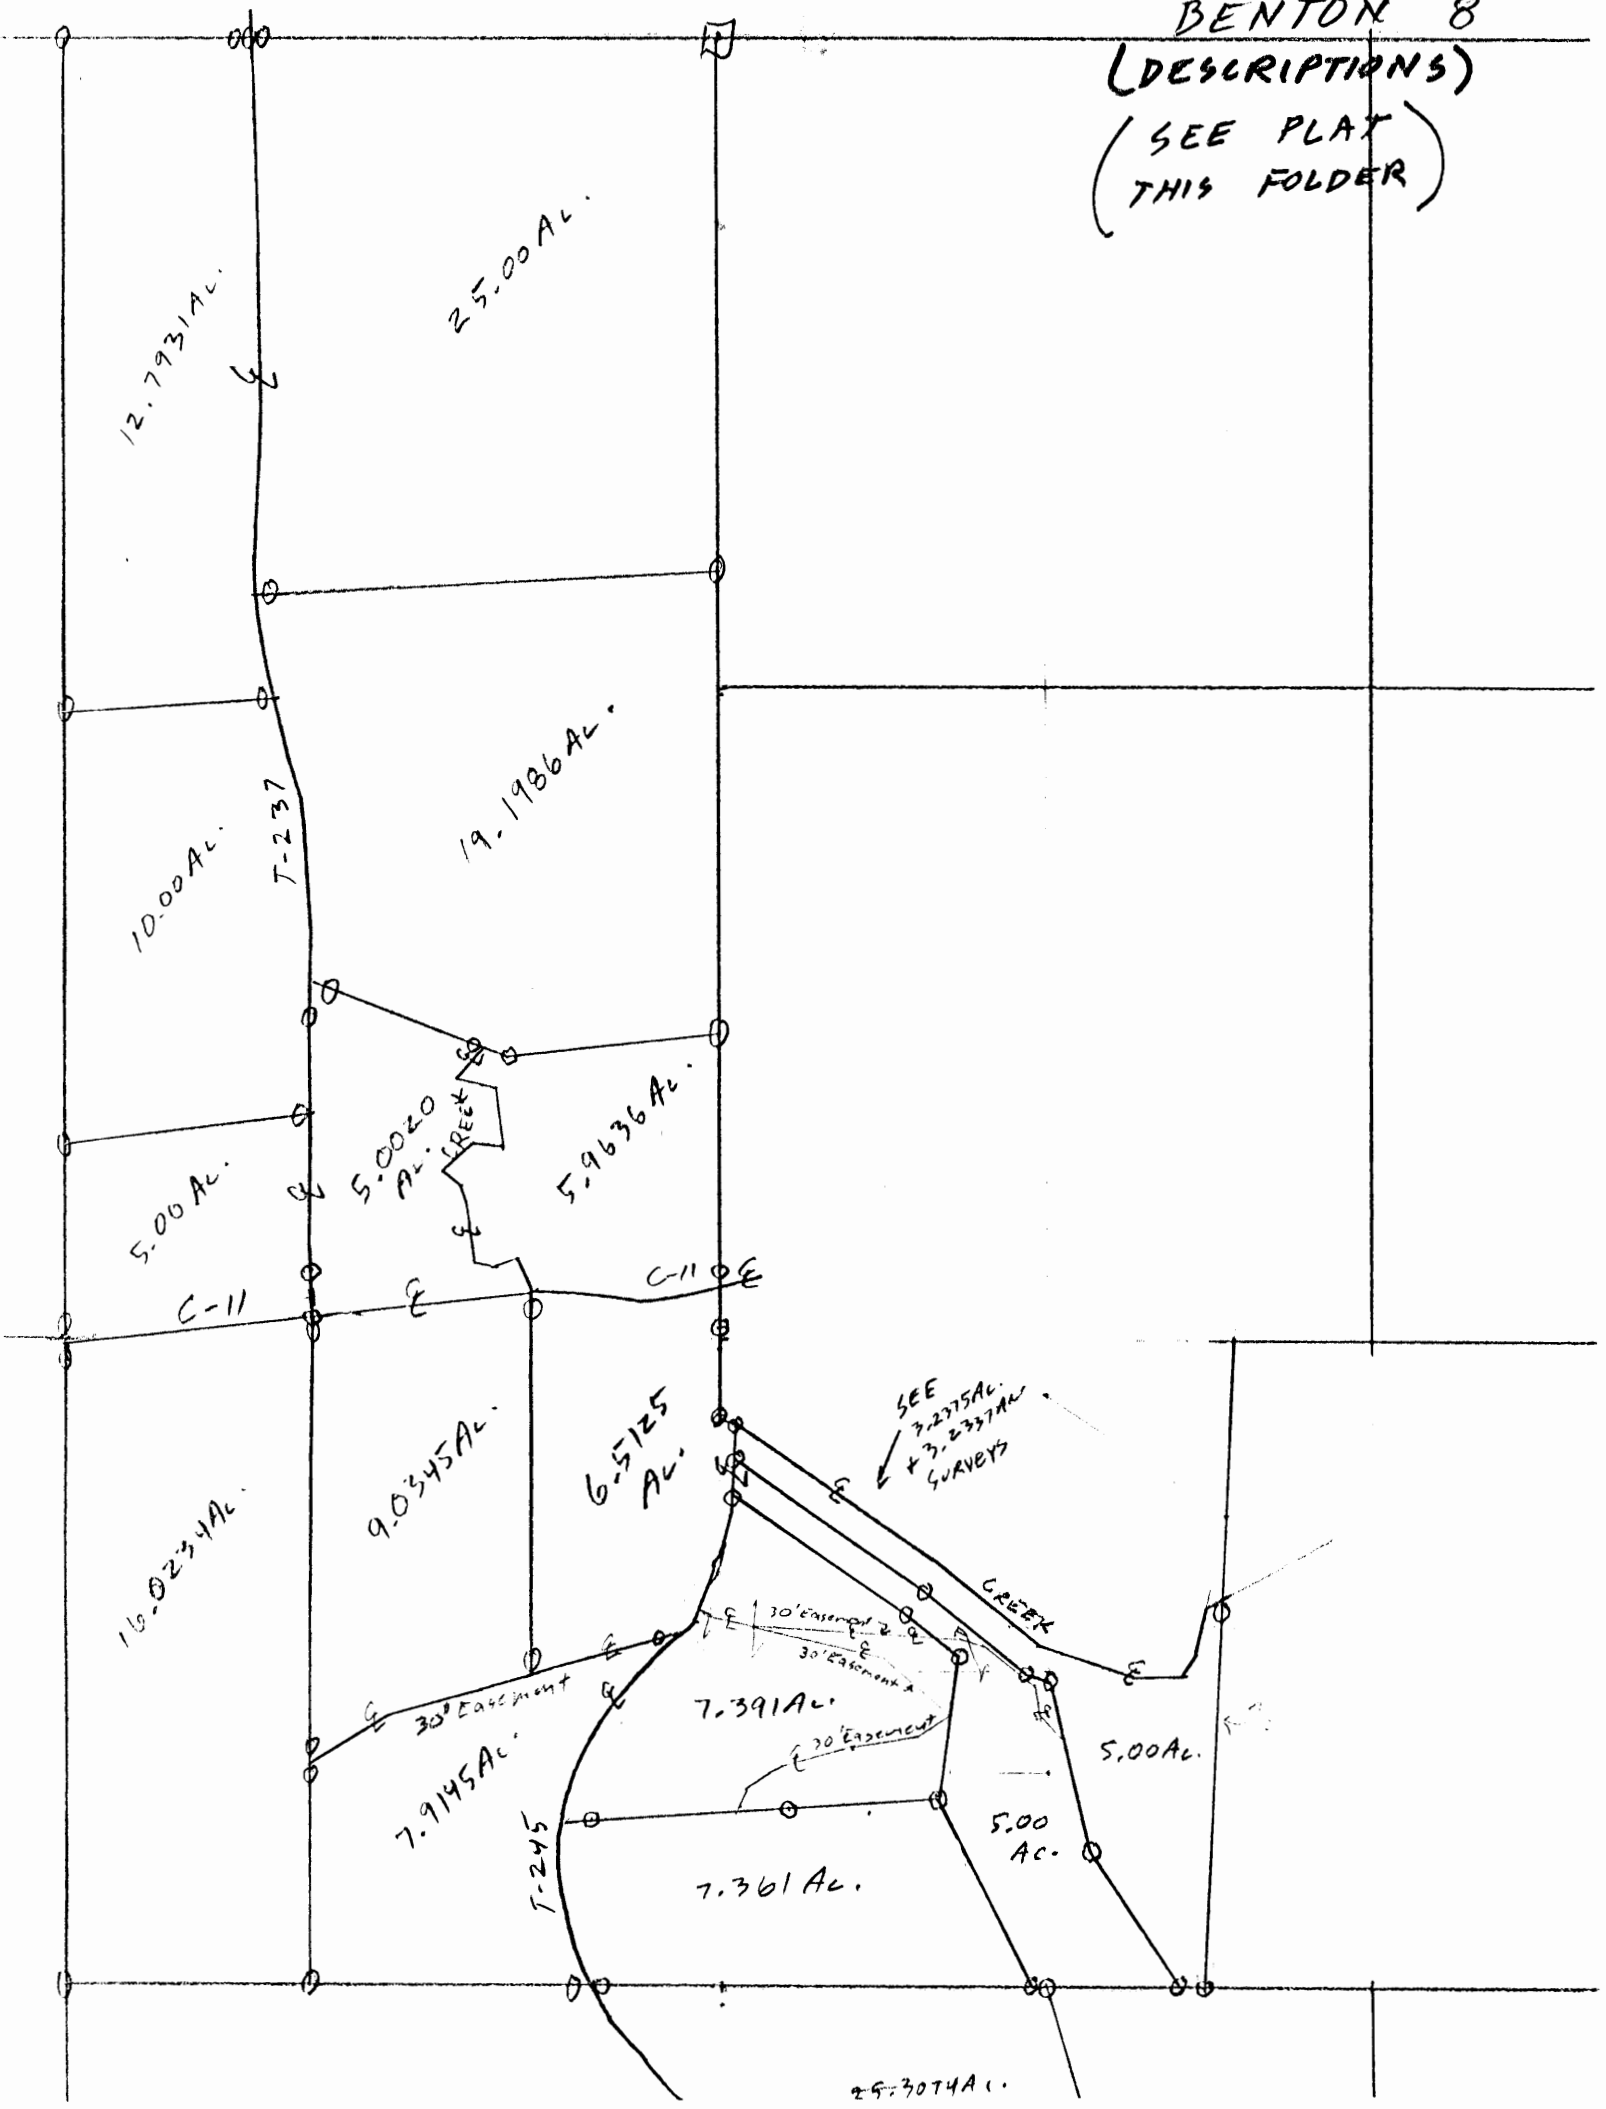 BENTON 8
(DESCRIPTIONS)
(SEE PLAT
THIS FOLDER)
12.7931 Ac.
25.00 Ac.
T-237
19.1986 Ac.
10.00 Ac.
5.0020
Ac.
CREEK
5.9636 Ac.
5.00 Ac.
C-11
C-11
SEE
3.2375 Ac.
+ 3.2337 Ac
SURVEYS
6.5125
Ac.
9.0345 Ac.
16.0234 Ac.
CREEK
30' Easement
30' Easement
30' Easement
7.391 Ac.
30' Easement
7.9145 Ac.
5.00 Ac.
5.00
Ac.
T-245
7.361 Ac.